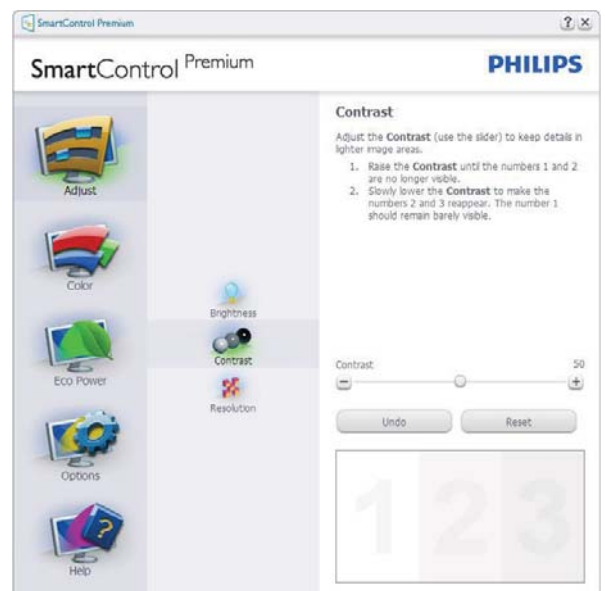 SmartControl Premium
SmartControl Premium
PHILIPS
Adjust
Color
Eco Power
Options
Help
Brightness
Contrast
Resolution
Contrast
Adjust the Contrast (use the slider) to keep details in
lighter image areas.
1. Raise the Contrast until the numbers 1 and 2
are no longer visible.
2. Slowly lower the Contrast to make the
numbers 2 and 3 reappear. The number 1
should remain barely visible.
Contrast 50
Undo Reset
1 2 3